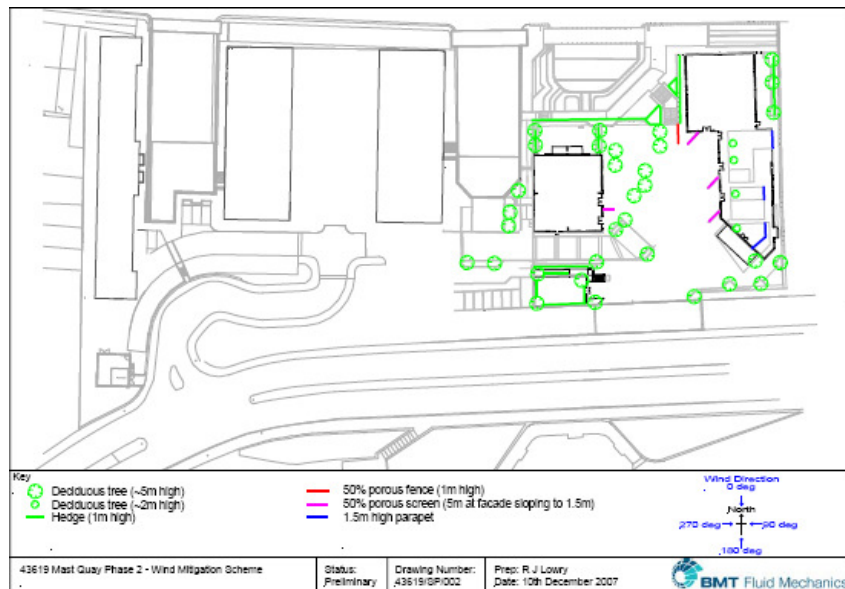 Key
Deciduous tree (~5m high)
Deciduous tree (~2m high)
Hedge (1m high)
50% porous fence (1m high)
50% porous screen (5m at facade sloping to 1.5m)
1.5m high parapet
Wind Direction
0 deg
North
270 deg
90 deg
180 deg
43619 Mast Quay Phase 2 - Wind Mitigation Scheme
Status:
Preliminary
Drawing Number:
43619/SP/002
Prep: R J Lowry
Date: 10th December 2007
BMT Fluid Mechanics